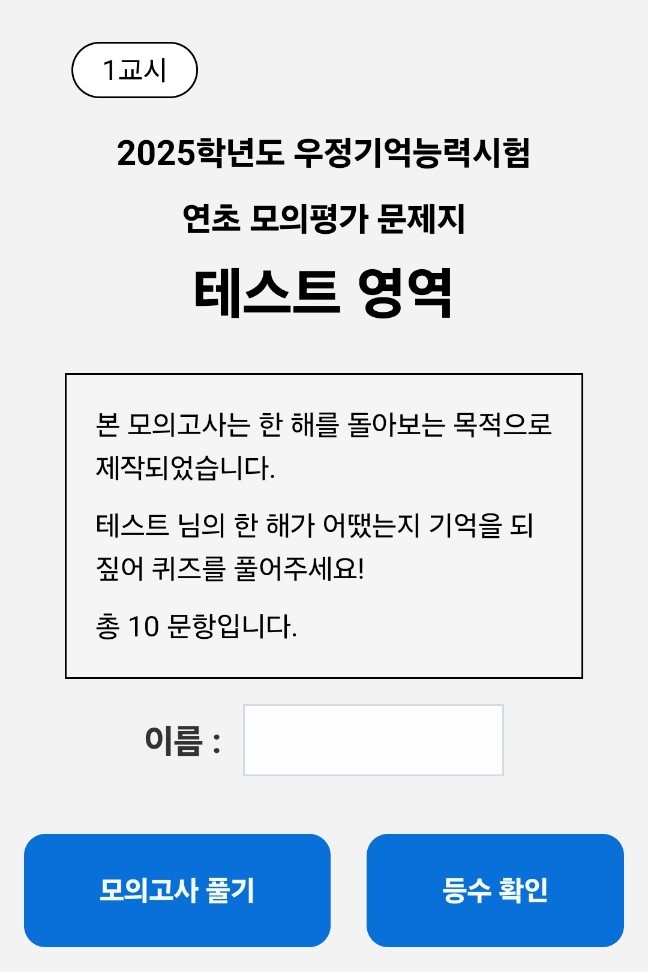 1교시
2025학년도 우정기억능력시험
연초 모의평가 문제지
테스트 영역
본 모의고사는 한 해를 돌아보는 목적으로
제작되었습니다.
테스트 님의 한 해가 어땠는지 기억을 되
짚어 퀴즈를 풀어주세요!
총 10 문항입니다.
이름 :
모의고사 풀기
등수 확인